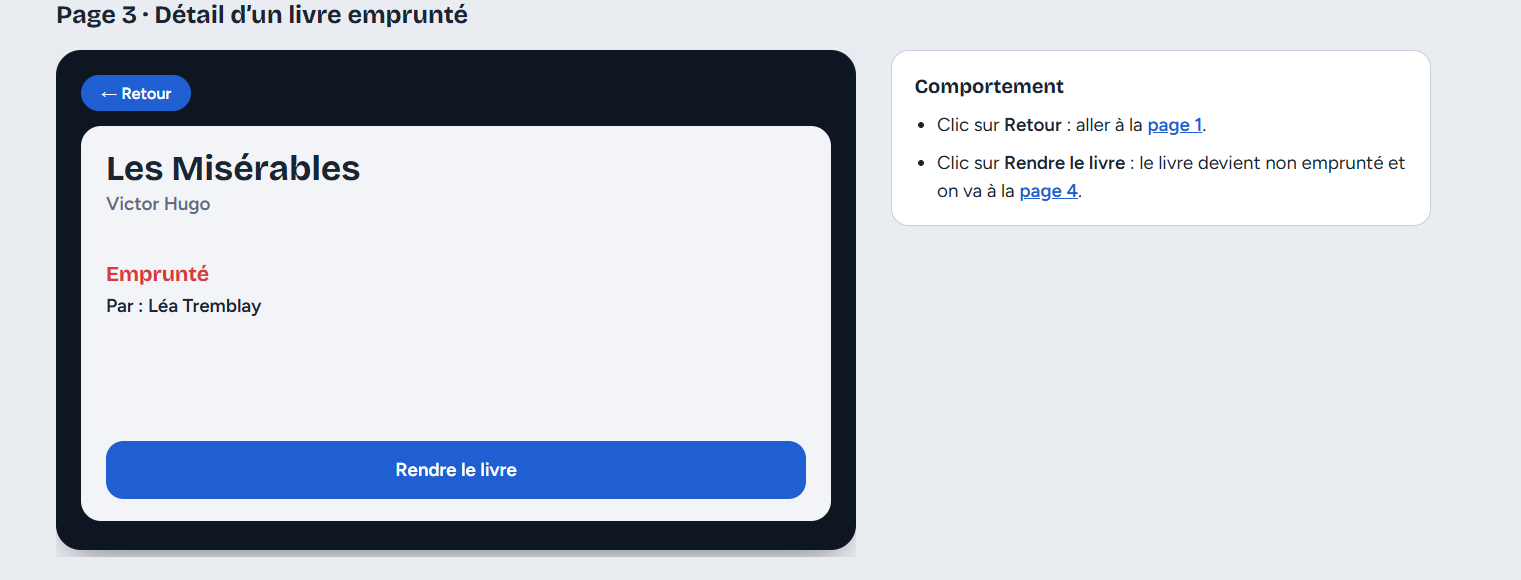 Page 3 · Détail d’un livre emprunté
← Retour
Les Misérables
Victor Hugo
Emprunté
Par : Léa Tremblay
Rendre le livre
Comportement
• Clic sur Retour : aller à la page 1.
• Clic sur Rendre le livre : le livre devient non emprunté et
on va à la page 4.